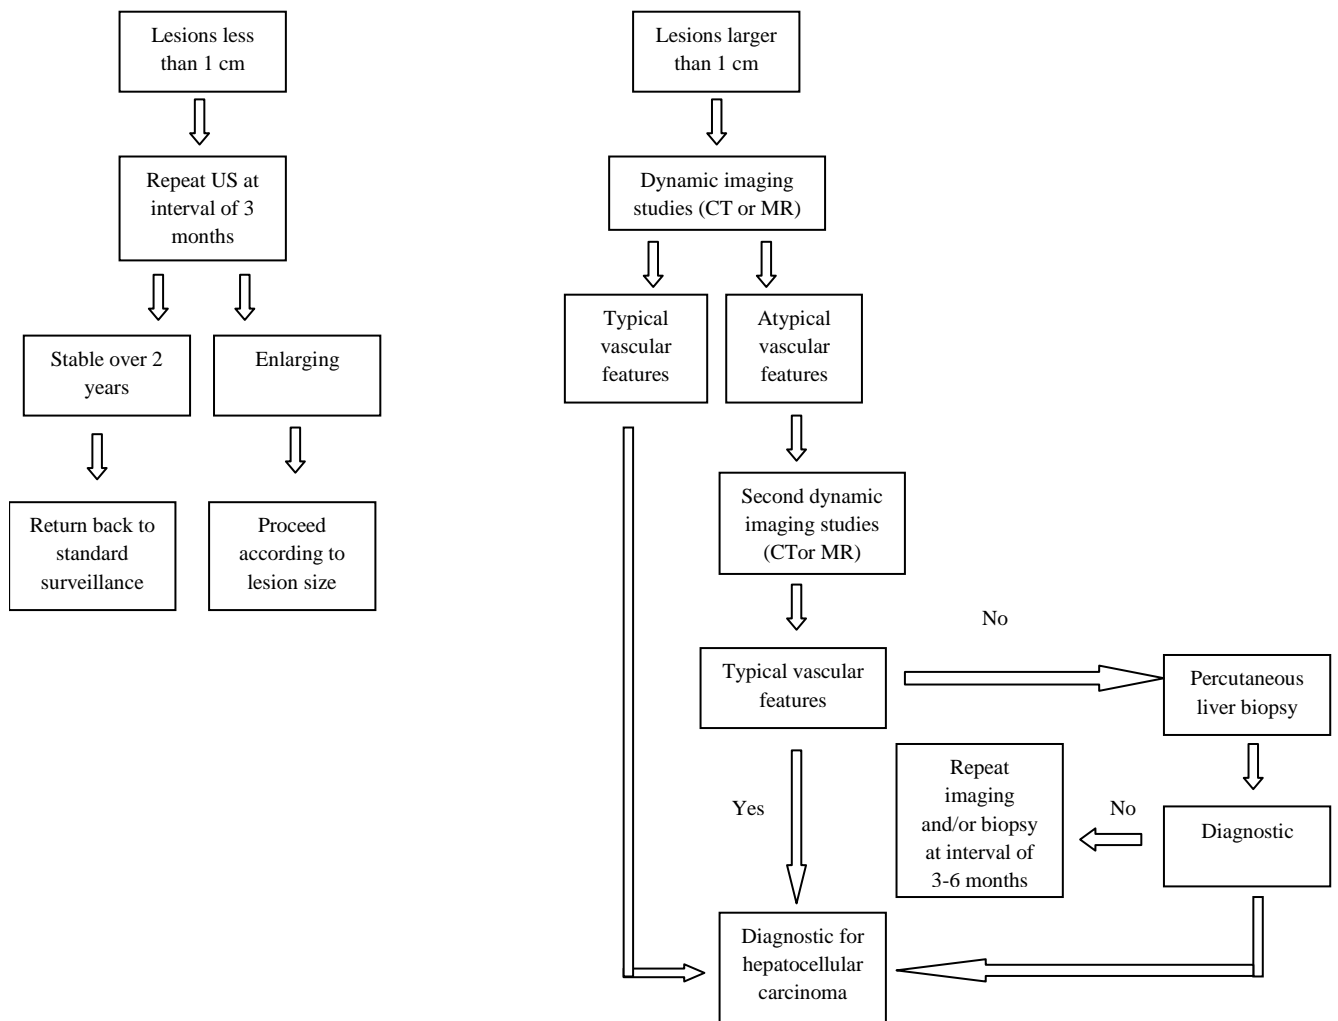 Lesions less
than 1 cm
Repeat US at
interval of 3
months
Stable over 2
years
Enlarging
Return back to
standard
surveillance
Proceed
according to
lesion size
Lesions larger
than 1 cm
Dynamic imaging
studies (CT or MR)
Typical
vascular
features
Atypical
vascular
features
Second dynamic
imaging studies
(CTor MR)
Typical vascular
features
No
Percutaneous
liver biopsy
Yes
Repeat
imaging
and/or biopsy
at interval of
3-6 months
No
Diagnostic
Diagnostic for
hepatocellular
carcinoma